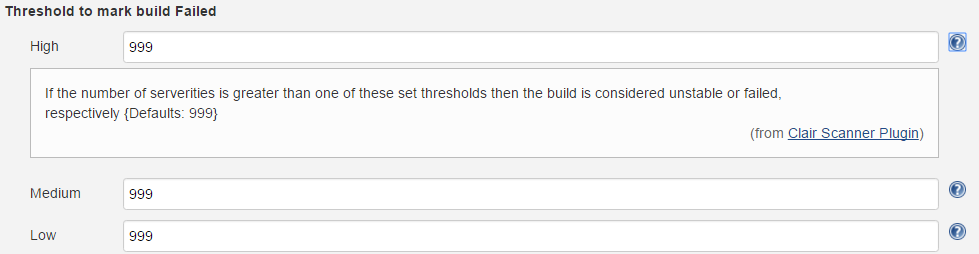 Threshold to mark build Failed
High 999
If the number of serverities is greater than one of these set thresholds then the build is considered unstable or failed,
respectively {Defaults: 999}
(from Clair Scanner Plugin)
Medium 999
Low 999